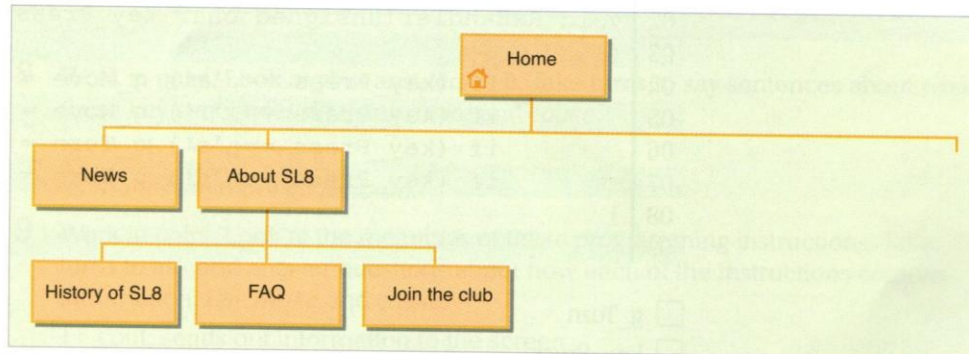 Home
News
About SL8
History of SL8
FAQ
Join the club